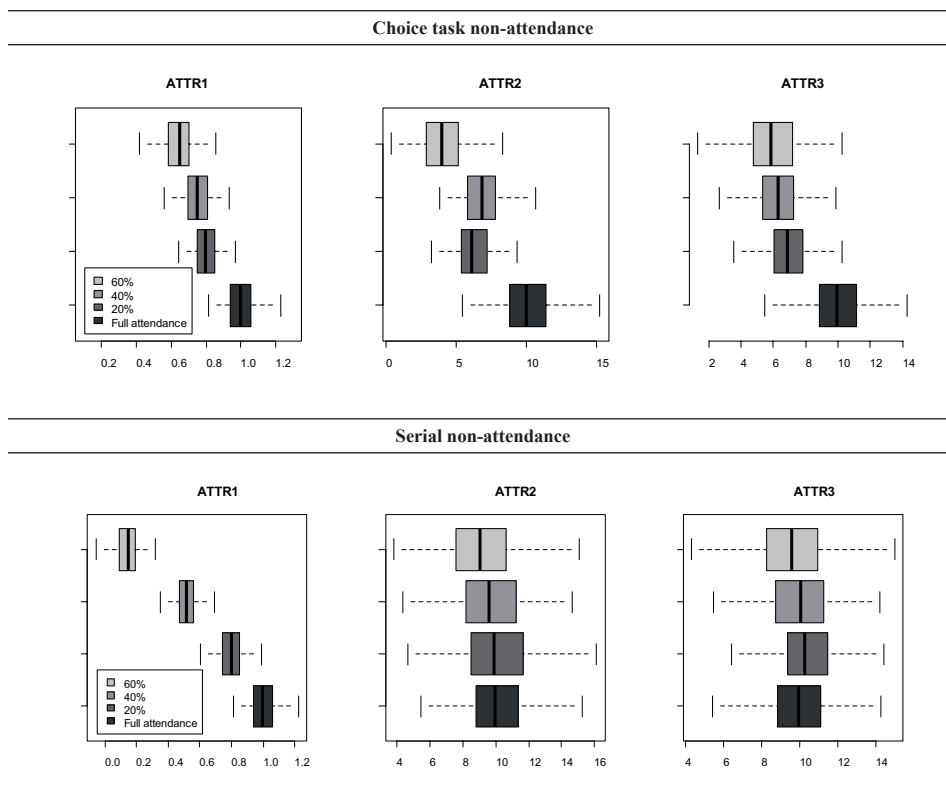 Choice task non-attendance
ATTR1 ATTR2 ATTR3
60%
40%
20%
Full attendance
0.2 0.4 0.6 0.8 1.0 1.2 0 5 10 15 2 4 6 8 10 12 14
Serial non-attendance
ATTR1 ATTR2 ATTR3
60%
40%
20%
Full attendance
0.0 0.2 0.4 0.6 0.8 1.0 1.2 4 6 8 10 12 14 16 4 6 8 10 12 14